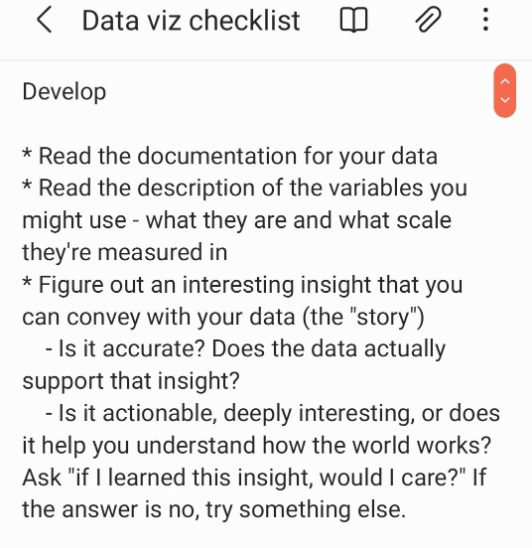 Data viz checklist
Develop
* Read the documentation for your data
* Read the description of the variables you
might use - what they are and what scale
they're measured in
* Figure out an interesting insight that you
can convey with your data (the "story")
- Is it accurate? Does the data actually
support that insight?
- Is it actionable, deeply interesting, or does
it help you understand how the world works?
Ask "if I learned this insight, would I care?" If
the answer is no, try something else.